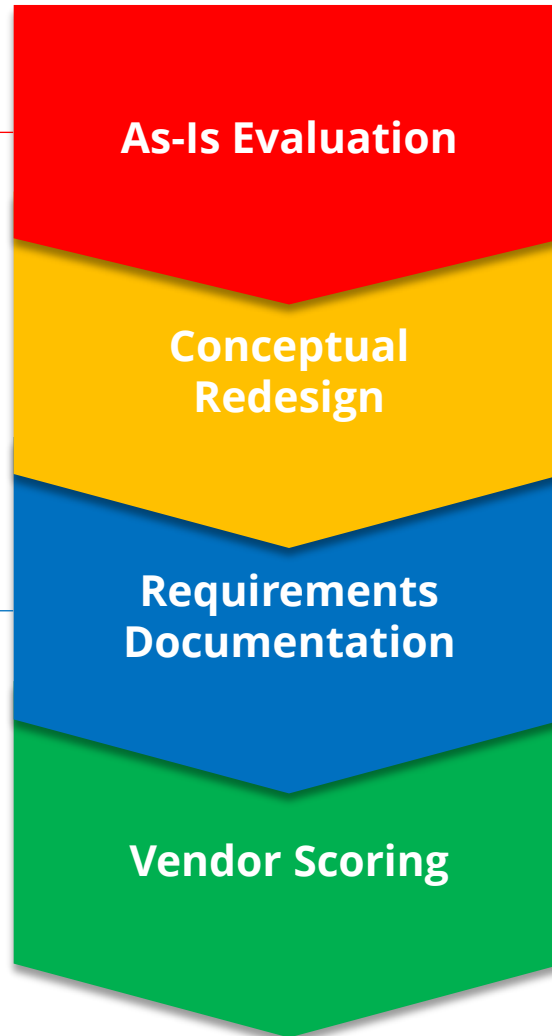 As-Is Evaluation
Conceptual
Redesign
Requirements
Documentation
Vendor Scoring